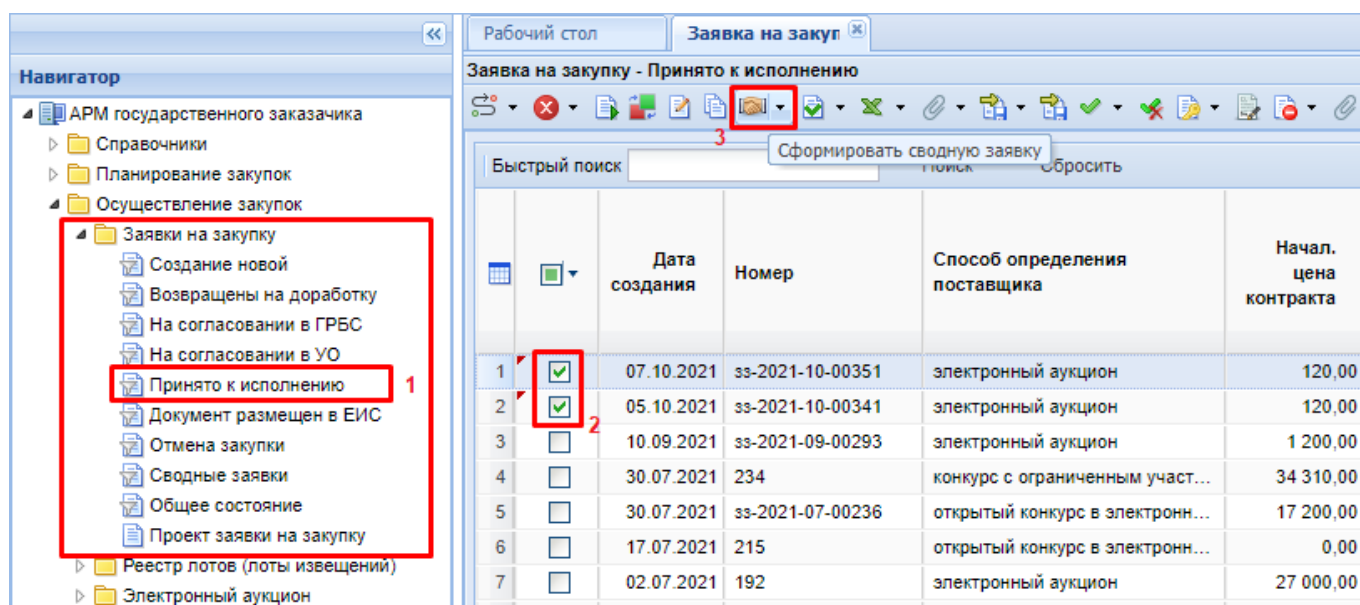 Навигатор
АРМ государственного заказачика
Справочники
Планирование закупок
Осуществление закупок
Заявки на закупку
Создание новой
Возвращены на доработку
На согласовании в ГРБС
На согласовании в УО
Принято к исполнению 1
Документ размещен в ЕИС
Отмена закупки
Сводные заявки
Общее состояние
Проект заявки на закупку
Реестр лотов (лоты извещений)
Электронный аукцион
Рабочий стол Заявка на закуп
Заявка на закупку - Принято к исполнению
3
Сформировать сводную заявку
Быстрый поиск Поиск Сбросить
Дата создания Номер Способ определения поставщика Начал. цена контракта
1 07.10.2021 ss-2021-10-00351 электронный аукцион 120,00
2 05.10.2021 ss-2021-10-00341 электронный аукцион 120,00
2
3 10.09.2021 ss-2021-09-00293 электронный аукцион 1 200,00
4 30.07.2021 234 конкурс с ограниченным участ... 34 310,00
5 30.07.2021 ss-2021-07-00236 открытый конкурс в электронн... 17 200,00
6 17.07.2021 215 открытый конкурс в электронн... 0,00
7 02.07.2021 192 электронный аукцион 27 000,00